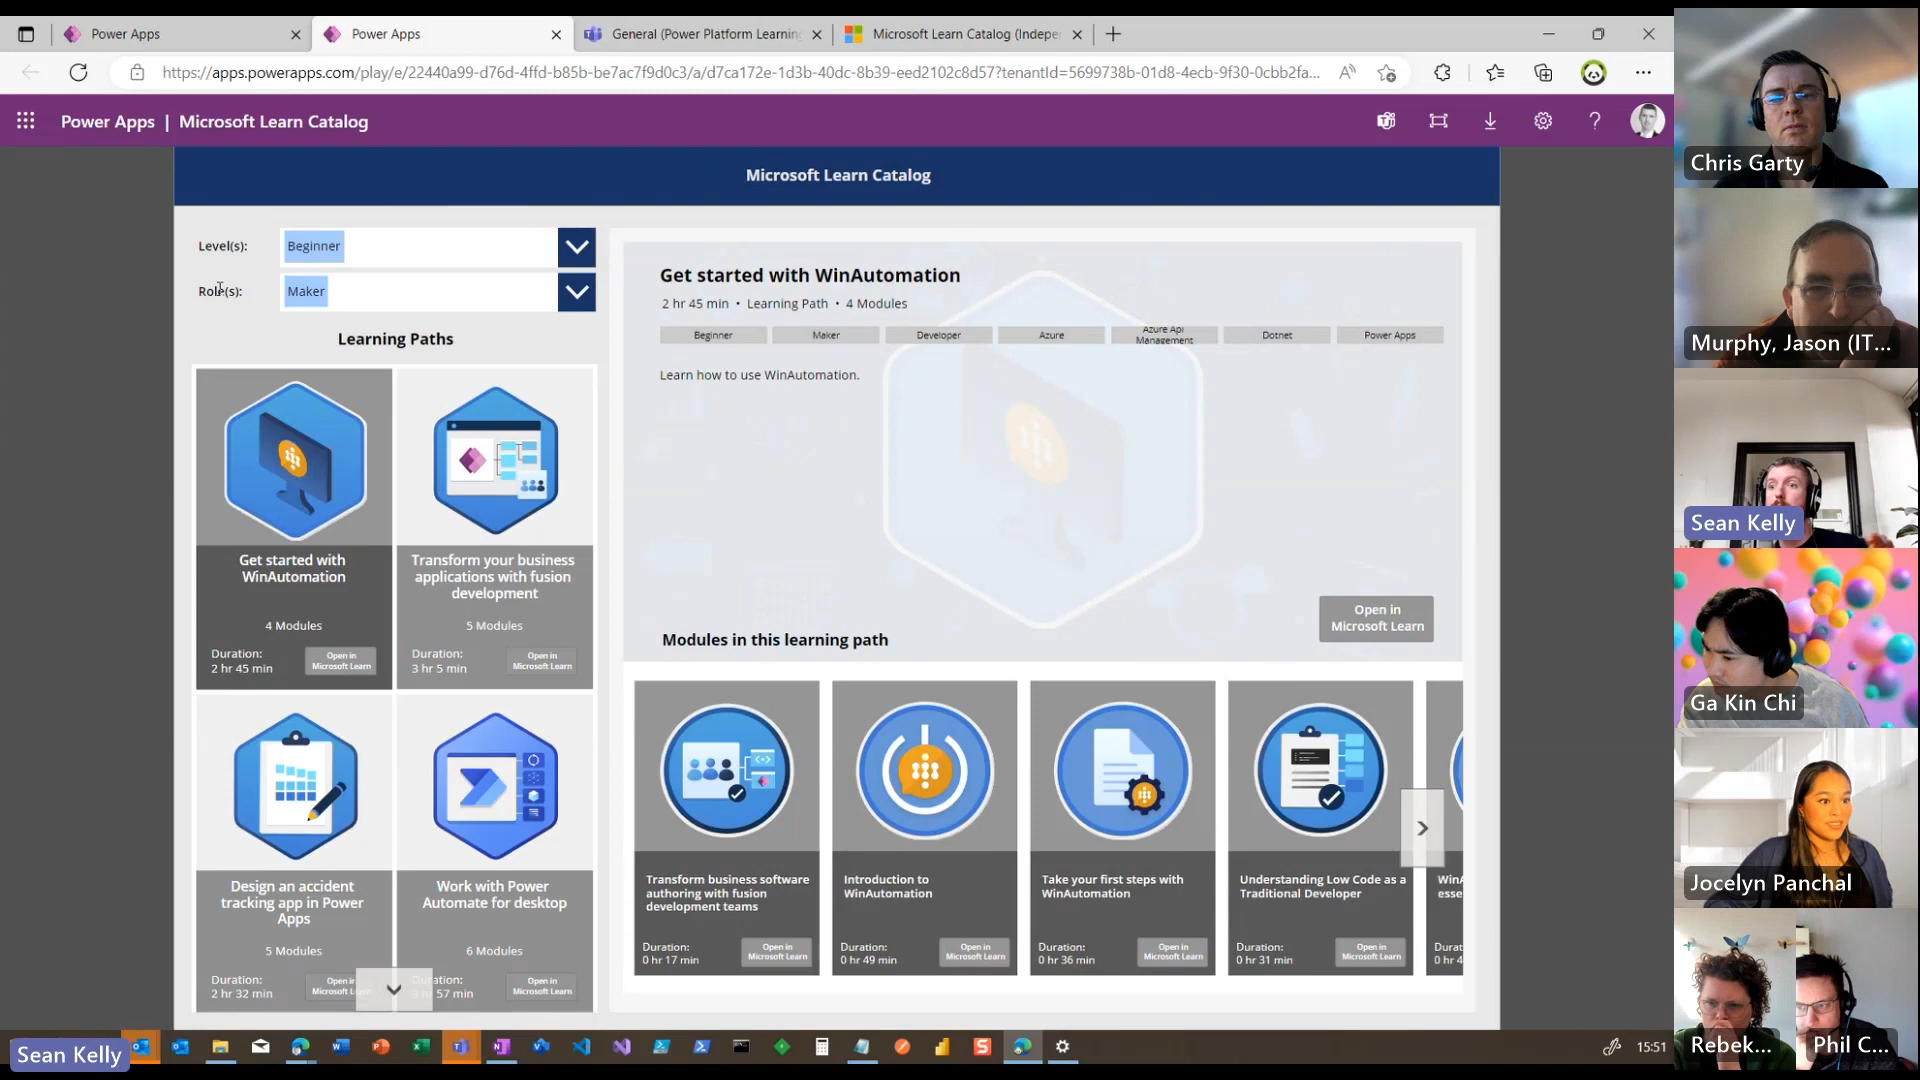 Power Apps
Power Apps
General (Power Platform Learning
Microsoft Learn Catalog (Indepe
https://apps.powerapps.com/play/e/22440a99-d76d-4ffd-b85b-be7ac7f9d0c3/a/d7ca172e-1d3b-40dc-8b39-eed2102c8d57?tenantId=5699738b-01d8-4ecb-9f30-0cbb2fa...
Power Apps | Microsoft Learn Catalog
Microsoft Learn Catalog
Level(s):
Beginner
Role(s):
Maker
Learning Paths
Get started with
WinAutomation
4 Modules
Duration:
2 hr 45 min
Open in
Microsoft Learn
Transform your business
applications with fusion
development
5 Modules
Duration:
3 hr 5 min
Open in
Microsoft Learn
Design an accident
tracking app in Power
Apps
5 Modules
Duration:
2 hr 32 min
Open in
Microsoft
Work with Power
Automate for desktop
6 Modules
57 min
Open in
Microsoft Learn
Get started with WinAutomation
2 hr 45 min • Learning Path • 4 Modules
Beginner
Maker
Developer
Azure
Azure Api
Management
Dotnet
Power Apps
Learn how to use WinAutomation.
Open in
Microsoft Learn
Modules in this learning path
Transform business software
authoring with fusion
development teams
Duration:
0 hr 17 min
Open in
Microsoft Learn
Introduction to
WinAutomation
Duration:
0 hr 49 min
Open in
Microsoft Learn
Take your first steps with
WinAutomation
Duration:
0 hr 36 min
Open in
Microsoft Learn
Understanding Low Code as a
Traditional Developer
Duration:
0 hr 31 min
Open in
Microsoft Learn
WinA
esse
Durat
0 hr 4
Chris Garty
Murphy, Jason (IT...
Sean Kelly
Ga Kin Chi
Jocelyn Panchal
Rebek...
Phil C...
Sean Kelly
15:51